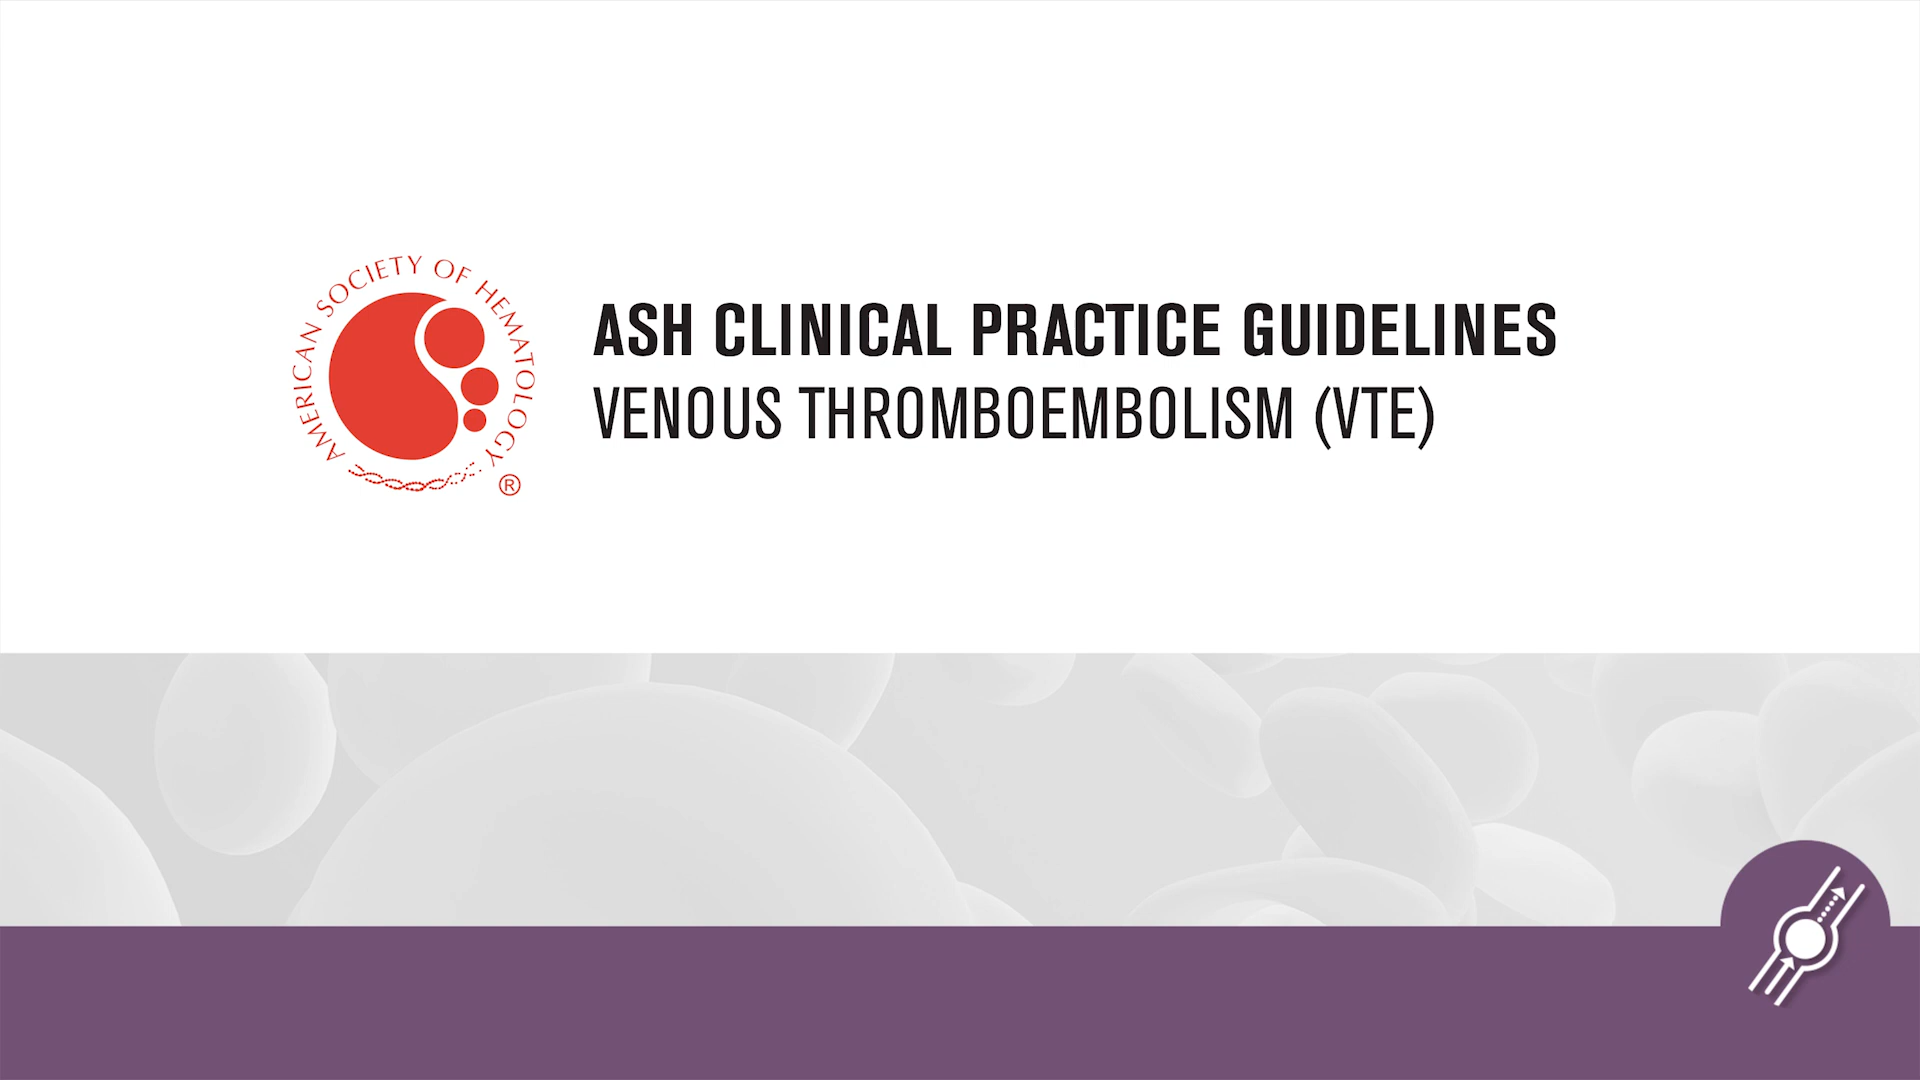 AMERICAN SOCIETY OF HEMATOLOGY
®
ASH CLINICAL PRACTICE GUIDELINES
VENOUS THROMBOEMBOLISM (VTE)